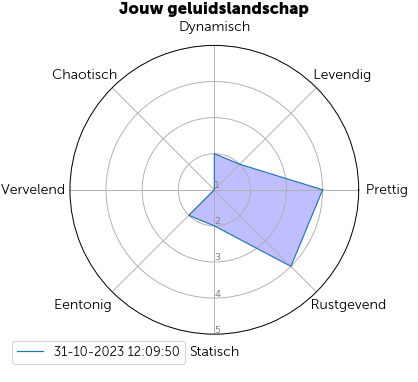 Jouw geluidslandschap
Dynamisch
Chaotisch
Levendig
Vervelend
1
Prettig
2
3
4
Eentonig
Rustgevend
5
31-10-2023 12:09:50
Statisch